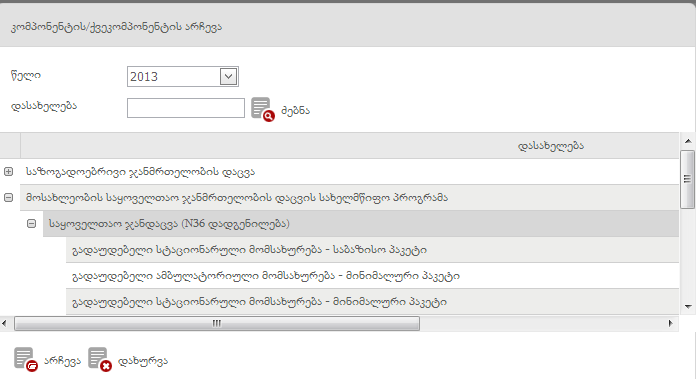 კომპონენტის/ქვეკომპონენტის არჩევა
წელი 2013
დასახელება ძებნა
დასახელება
საზოგადოებრივი ჯანმრთელობის დაცვა
მოსახლეობის საყოველთაო ჯანმრთელობის დაცვის სახელმწიფო პროგრამა
საყოველთაო ჯანდაცვა (N36 დადგენილება)
გადაუდებელი სტაციონარული მომსახურება - საბაზისო პაკეტი
გადაუდებელი ამბულატორიული მომსახურება - მინიმალური პაკეტი
გადაუდებელი სტაციონარული მომსახურება - მინიმალური პაკეტი
არჩევა დახურვა